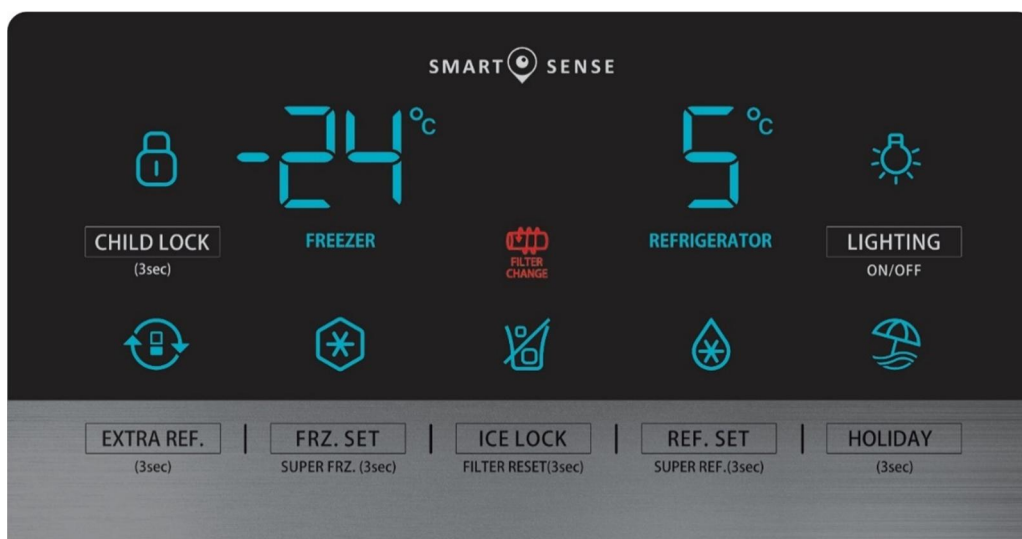 SMART SENSE
-24°C
5°C
CHILD LOCK
(3sec)
FREEZER
FILTER
CHANGE
REFRIGERATOR
LIGHTING
ON/OFF
EXTRA REF.
(3sec)
FRZ. SET
SUPER FRZ. (3sec)
ICE LOCK
FILTER RESET(3sec)
REF. SET
SUPER REF.(3sec)
HOLIDAY
(3sec)